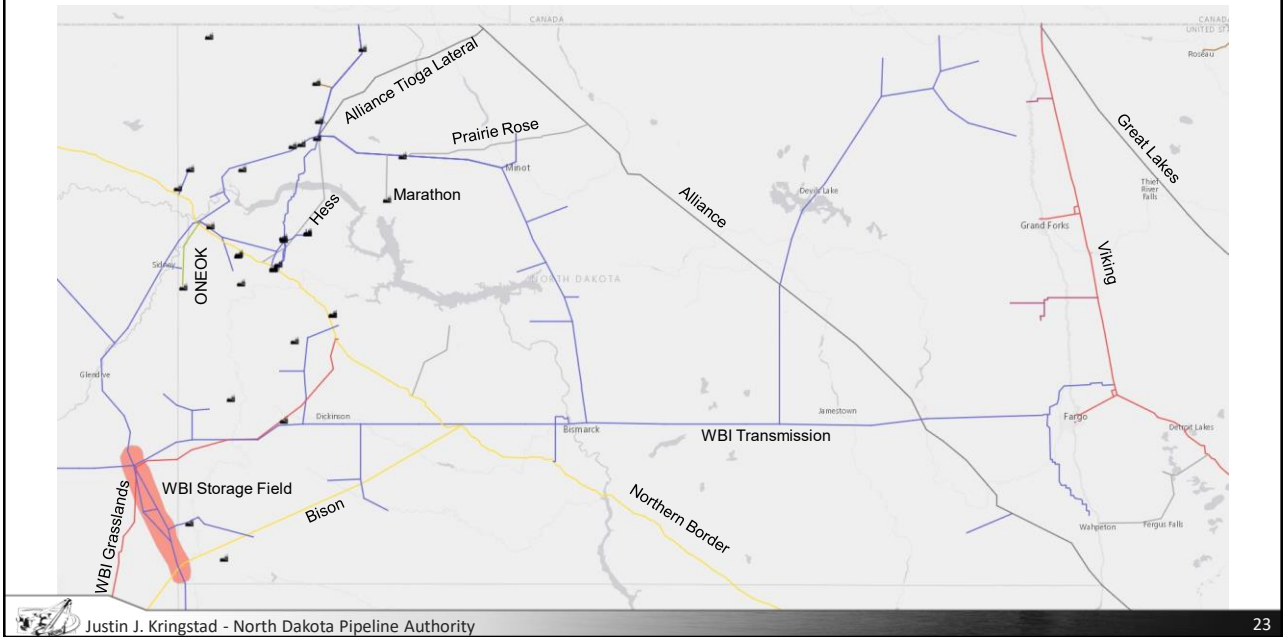 CANADA
CANADA
UNITED ST
Roseau
Alliance Tioga Lateral
Prairie Rose
Great Lakes
Minot
Thief
River
Falls
Devils Lake
Alliance
Marathon
Hess
Grand Forks
Viking
Sidney
ONEOK
NORTH DAKOTA
Glendive
Dickinson
Bismarck
Jamestown
Fargo
Detroit Lakes
WBI Transmission
WBI Storage Field
WBI Grasslands
Bison
Northern Border
Wahpeton
Fergus Falls
Justin J. Kringstad - North Dakota Pipeline Authority
23